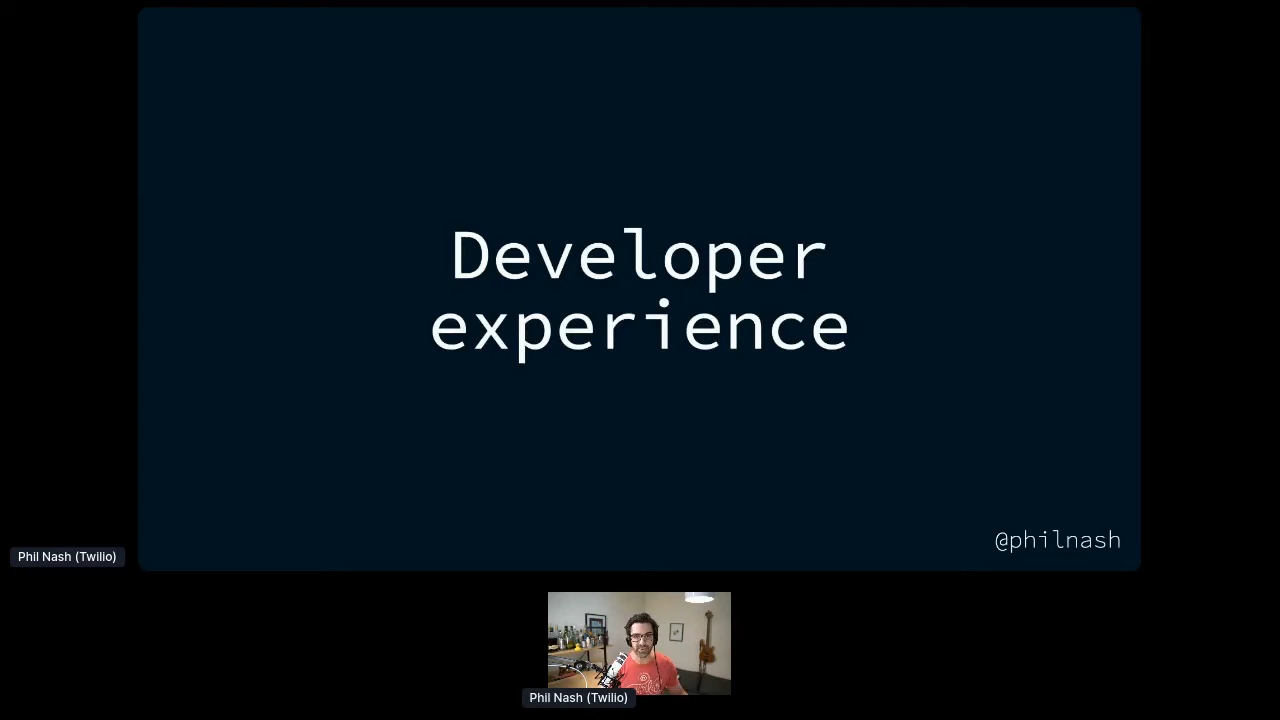 Developer
experience
@philnash
Phil Nash (Twilio)
Phil Nash (Twilio)